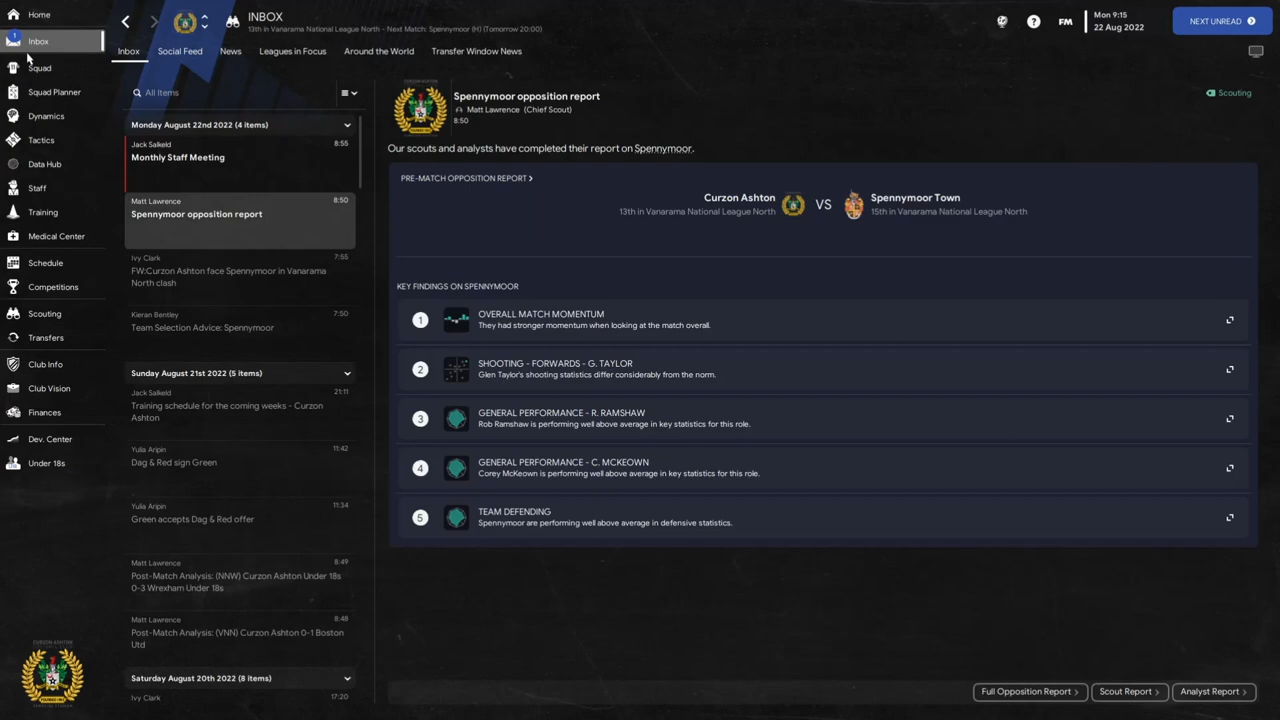 Home
INBOX
13th in Vanarama National League North - Next Match: Spennymoor (H) (Tomorrow 20:00)
FM
Mon 9:15
22 Aug 2022
NEXT UNREAD
1
Inbox
Squad
Squad Planner
Dynamics
Tactics
Data Hub
Staff
Training
Medical Center
Schedule
Competitions
Scouting
Transfers
Club Info
Club Vision
Finances
Dev. Center
Under 18s
Inbox
Social Feed
News
Leagues in Focus
Around the World
Transfer Window News
All Items
Monday August 22nd 2022 (4 items)
Jack Salkeld 8:55
Monthly Staff Meeting
Matt Lawrence 8:50
Spennymoor opposition report
Ivy Clark 7:55
FW:Curzon Ashton face Spennymoor in Vanarama
North clash
Kieran Bentley 7:50
Team Selection Advice: Spennymoor
Sunday August 21st 2022 (5 items)
Jack Salkeld 21:11
Training schedule for the coming weeks - Curzon
Ashton
Yulia Aripin 11:42
Dag & Red sign Green
Yulia Aripin 11:34
Green accepts Dag & Red offer
Matt Lawrence 8:49
Post-Match Analysis: (NNW) Curzon Ashton Under 18s
0-3 Wrexham Under 18s
Matt Lawrence 8:48
Post-Match Analysis: (VNN) Curzon Ashton 0-1 Boston
Utd
Saturday August 20th 2022 (8 items)
Ivy Clark 17:20
Spennymoor opposition report
Matt Lawrence (Chief Scout)
8:50
Scouting
Our scouts and analysts have completed their report on Spennymoor.
PRE-MATCH OPPOSITION REPORT >
Curzon Ashton
13th in Vanarama National League North
VS
Spennymoor Town
15th in Vanarama National League North
KEY FINDINGS ON SPENNYMOOR
1
OVERALL MATCH MOMENTUM
They had stronger momentum when looking at the match overall.
2
SHOOTING - FORWARDS - G. TAYLOR
Glen Taylor's shooting statistics differ considerably from the norm.
3
GENERAL PERFORMANCE - R. RAMSHAW
Rob Ramshaw is performing well above average in key statistics for this role.
4
GENERAL PERFORMANCE - C. MCKEOWN
Corey McKeown is performing well above average in key statistics for this role.
5
TEAM DEFENDING
Spennymoor are performing well above average in defensive statistics.
Full Opposition Report >
Scout Report >
Analyst Report >
CURZON ASHTON